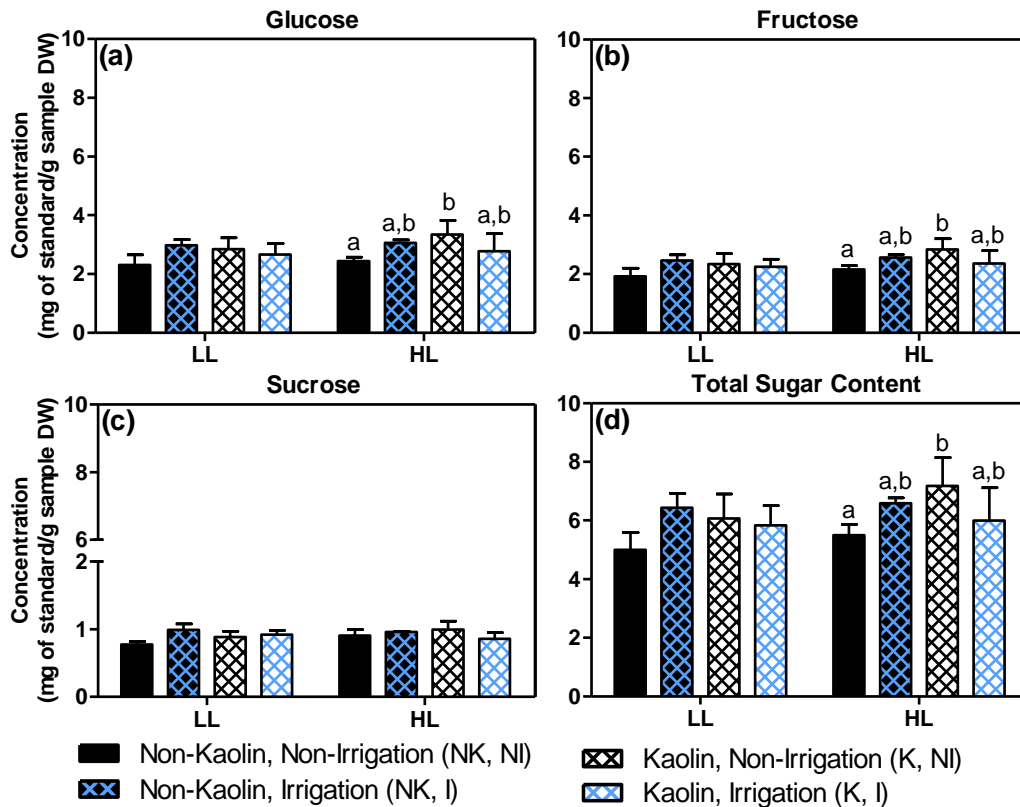 Glucose
(a)
Concentration
(mg of standard/g sample DW)
10
8
6
4
2
0
a
a,b
b
a,b
LL
HL
Fructose
(b)
10
8
6
4
2
0
a
a,b
b
a,b
LL
HL
Sucrose
(c)
Concentration
(mg of standard/g sample DW)
10
8
6
2
1
0
LL
HL
Total Sugar Content
(d)
10
8
6
4
2
0
a
a,b
b
a,b
LL
HL
Non-Kaolin, Non-Irrigation (NK, NI)
Non-Kaolin, Irrigation (NK, I)
Kaolin, Non-Irrigation (K, NI)
Kaolin, Irrigation (K, I)